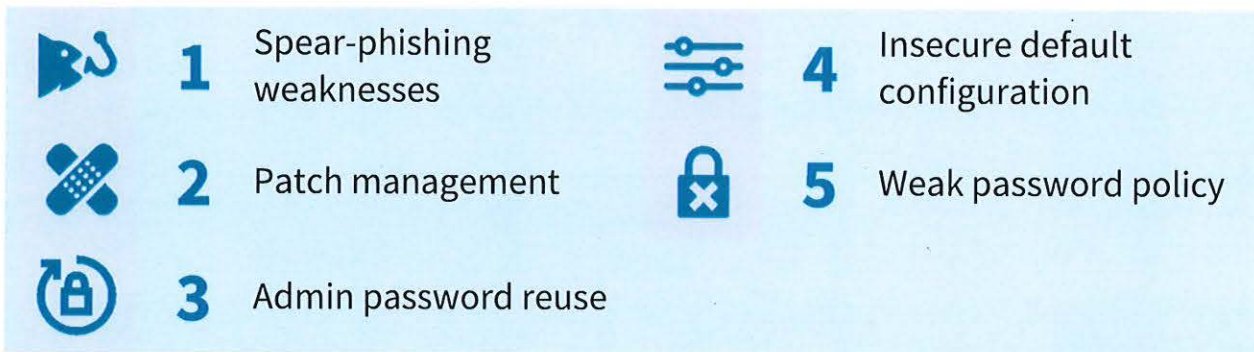 1 Spear-phishing
weaknesses
2 Patch management
3 Admin password reuse
4 Insecure default
configuration
5 Weak password policy